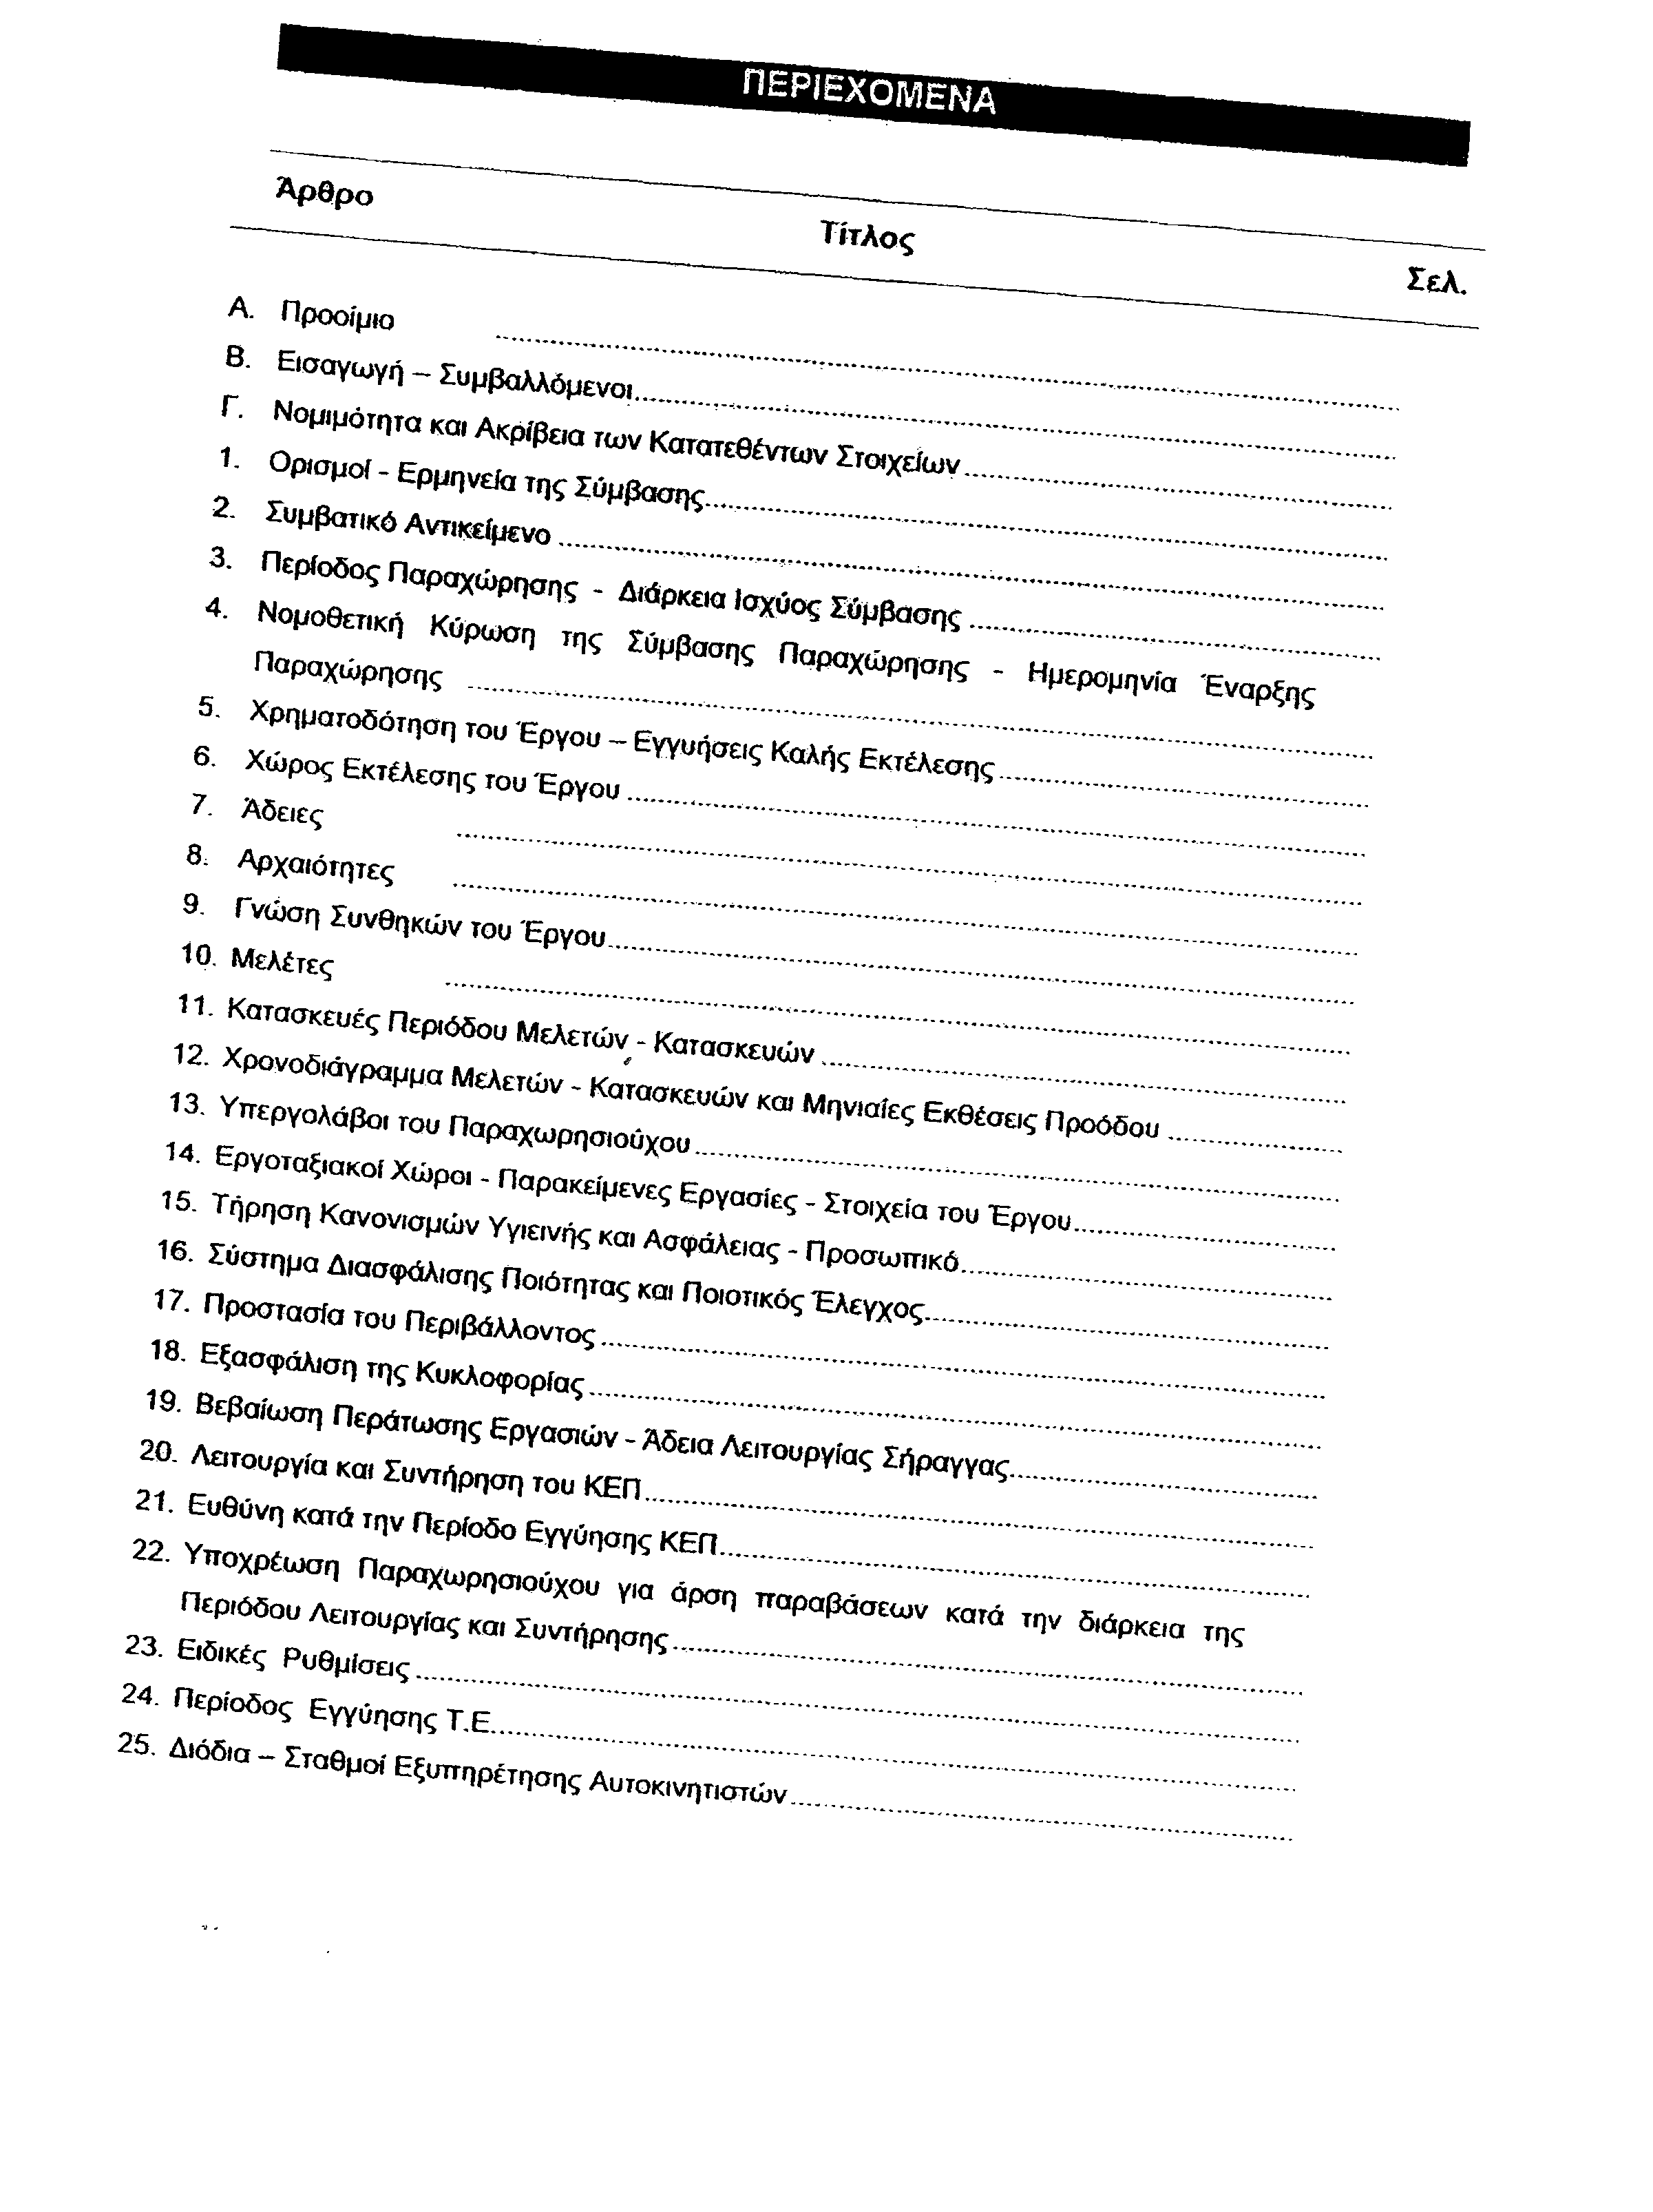 ΠΕΡΙΕΧΟΜΕΝΑ
Άρθρο Τίτλος Σελ.
Α. Προοίμιο ..........
Β. Εισαγωγή – Συμβαλλόμενοι..........
Γ. Νομιμότητα και Ακρίβεια των Κατατεθέντων Στοιχείων..........
1. Ορισμοί - Ερμηνεία της Σύμβασης..........
2. Συμβατικό Αντικείμενο ..........
3. Περίοδος Παραχώρησης - Διάρκεια Ισχύος Σύμβασης ..........
4. Νομοθετική Κύρωση της Σύμβασης Παραχώρησης - Ημερομηνία Έναρξης
Παραχώρησης ..........
5. Χρηματοδότηση του Έργου – Εγγυήσεις Καλής Εκτέλεσης..........
6. Χώρος Εκτέλεσης του Έργου ..........
7. Άδειες ..........
8. Αρχαιότητες ..........
9. Γνώση Συνθηκών του Έργου..........
10. Μελέτες ..........
11. Κατασκευές Περιόδου Μελετών - Κατασκευών ..........
12. Χρονοδιάγραμμα Μελετών - Κατασκευών και Μηνιαίες Εκθέσεις Προόδου ..........
13. Υπεργολάβοι του Παραχωρησιούχου ..........
14. Εργοταξιακοί Χώροι - Παρακείμενες Εργασίες - Στοιχεία του Έργου..........
15. Τήρηση Κανονισμών Υγιεινής και Ασφάλειας - Προσωπικό..........
16. Σύστημα Διασφάλισης Ποιότητας και Ποιοτικός Έλεγχος..........
17. Προστασία του Περιβάλλοντος ..........
18. Εξασφάλιση της Κυκλοφορίας ..........
19. Βεβαίωση Περάτωσης Εργασιών - Άδεια Λειτουργίας Σήραγγας..........
20. Λειτουργία και Συντήρηση του ΚΕΠ..........
21. Ευθύνη κατά την Περίοδο Εγγύησης ΚΕΠ..........
22. Υποχρέωση Παραχωρησιούχου για άρση παραβάσεων κατά την διάρκεια της
Περιόδου Λειτουργίας και Συντήρησης..........
23. Ειδικές Ρυθμίσεις ..........
24. Περίοδος Εγγύησης Τ.Ε..........
25. Διόδια – Σταθμοί Εξυπηρέτησης Αυτοκινητιστών..........